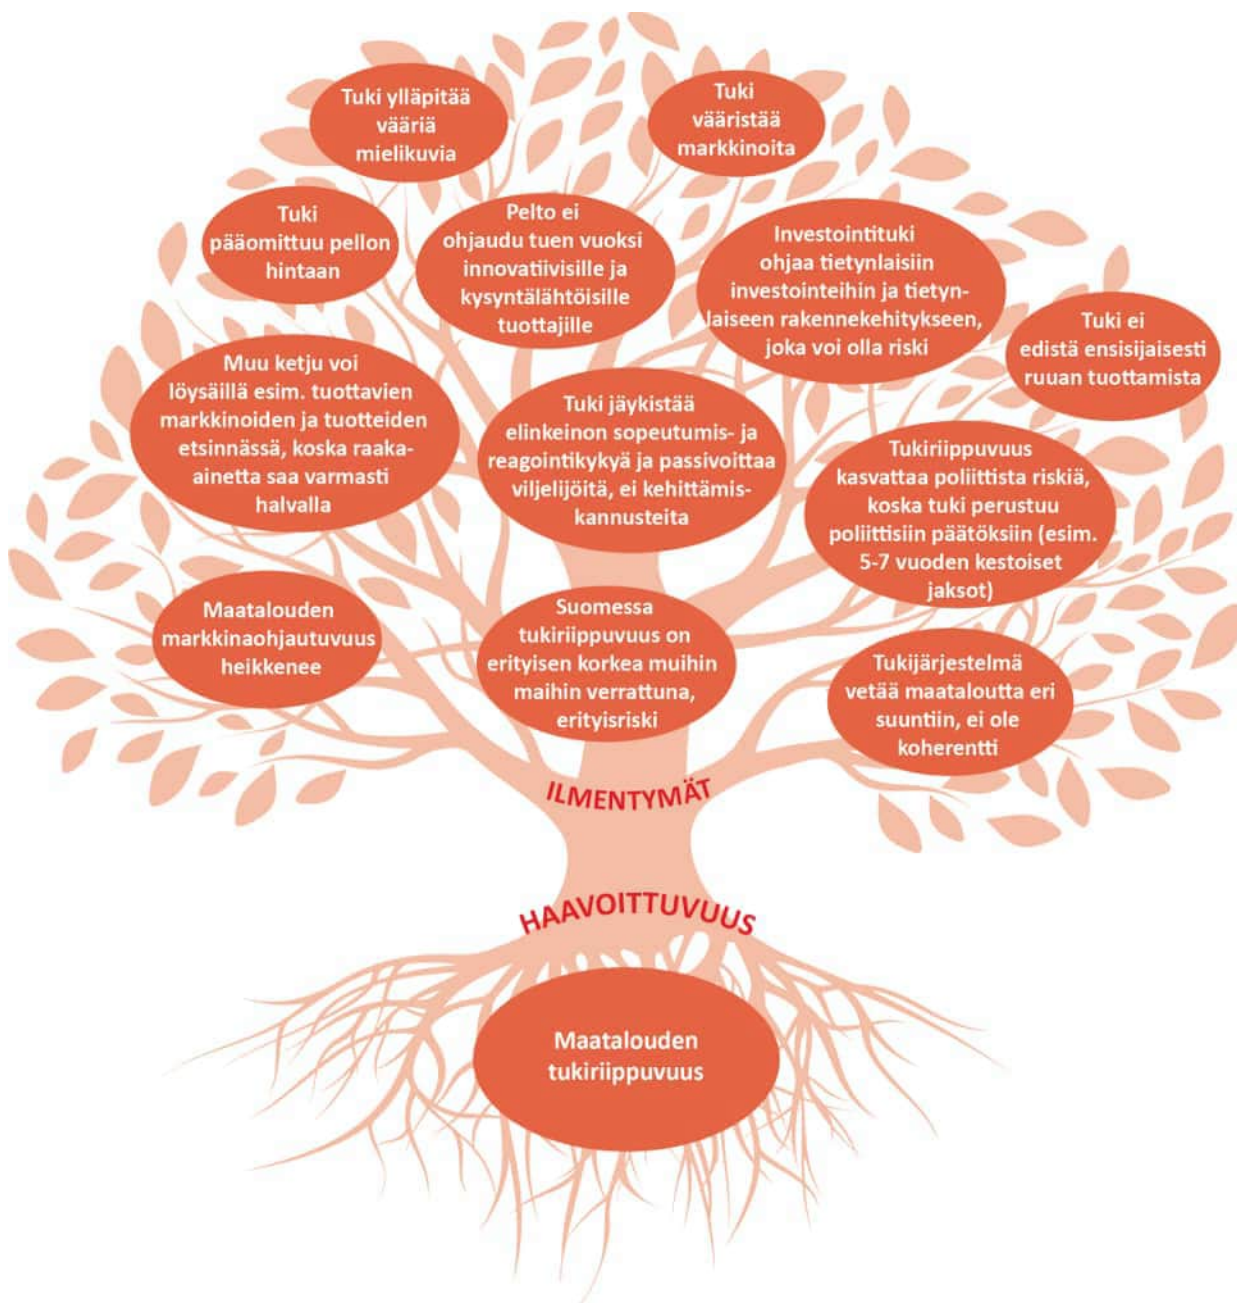 Tuki ylläpitää
vääriä
mielikuvia
Tuki
vääristää
markkinoita
Tuki
pääomittuu pellon
hintaan
Pelto ei
ohjaudu tuen vuoksi
innovatiivisille ja
kysyntälähtöisille
tuottajille
Investointituki
ohjaa tietynlaisiin
investointeihin ja tietyn-
laiseen rakennekehitykseen,
joka voi olla riski
Tuki ei
edistä ensisijaisesti
ruuan tuottamista
Muu ketju voi
löysäillä esim. tuottavien
markkinoiden ja tuotteiden
etsinnässä, koska raaka-
ainetta saa varmasti
halvalla
Tuki jäykistää
elinkeinon sopeutumis- ja
reagointikykyä ja passivoittaa
viljelijöitä, ei kehittämis-
kannusteita
Tukiriippuvuus
kasvattaa poliittista riskiä,
koska tuki perustuu
poliittisiin päätöksiin (esim.
5-7 vuoden kestoiset
jaksot)
Maatalouden
markkinaohjautuvuus
heikkenee
Suomessa
tukiriippuvuus on
erityisen korkea muihin
maihin verrattuna,
erityisriski
Tukijärjestelmä
vetää maataloutta eri
suuntiin, ei ole
koherentti
ILMENTYMÄT
HAAVOITTUVUUS
Maatalouden
tukiriippuvuus